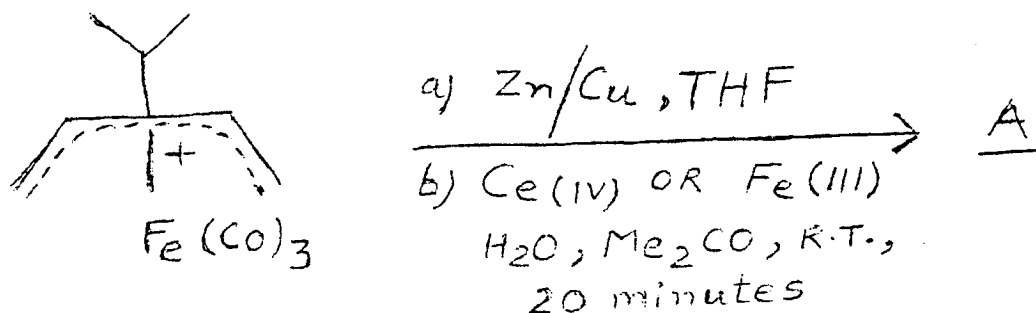 a) Zn/Cu, THF
A
+
b) Ce(IV) OR Fe(III)
Fe(CO)3
H2O, Me2CO, R.T.,
20 minutes